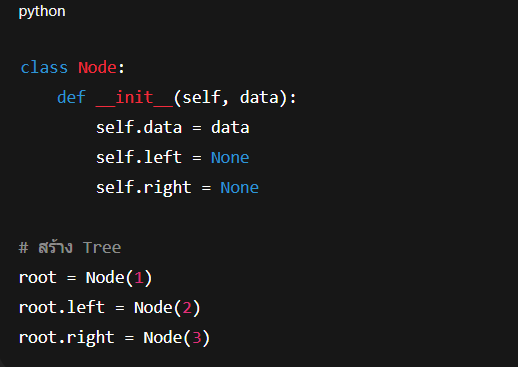 python
class Node:
    def __init__(self, data):
        self.data = data
        self.left = None
        self.right = None
# สร้าง Tree
root = Node(1)
root.left = Node(2)
root.right = Node(3)